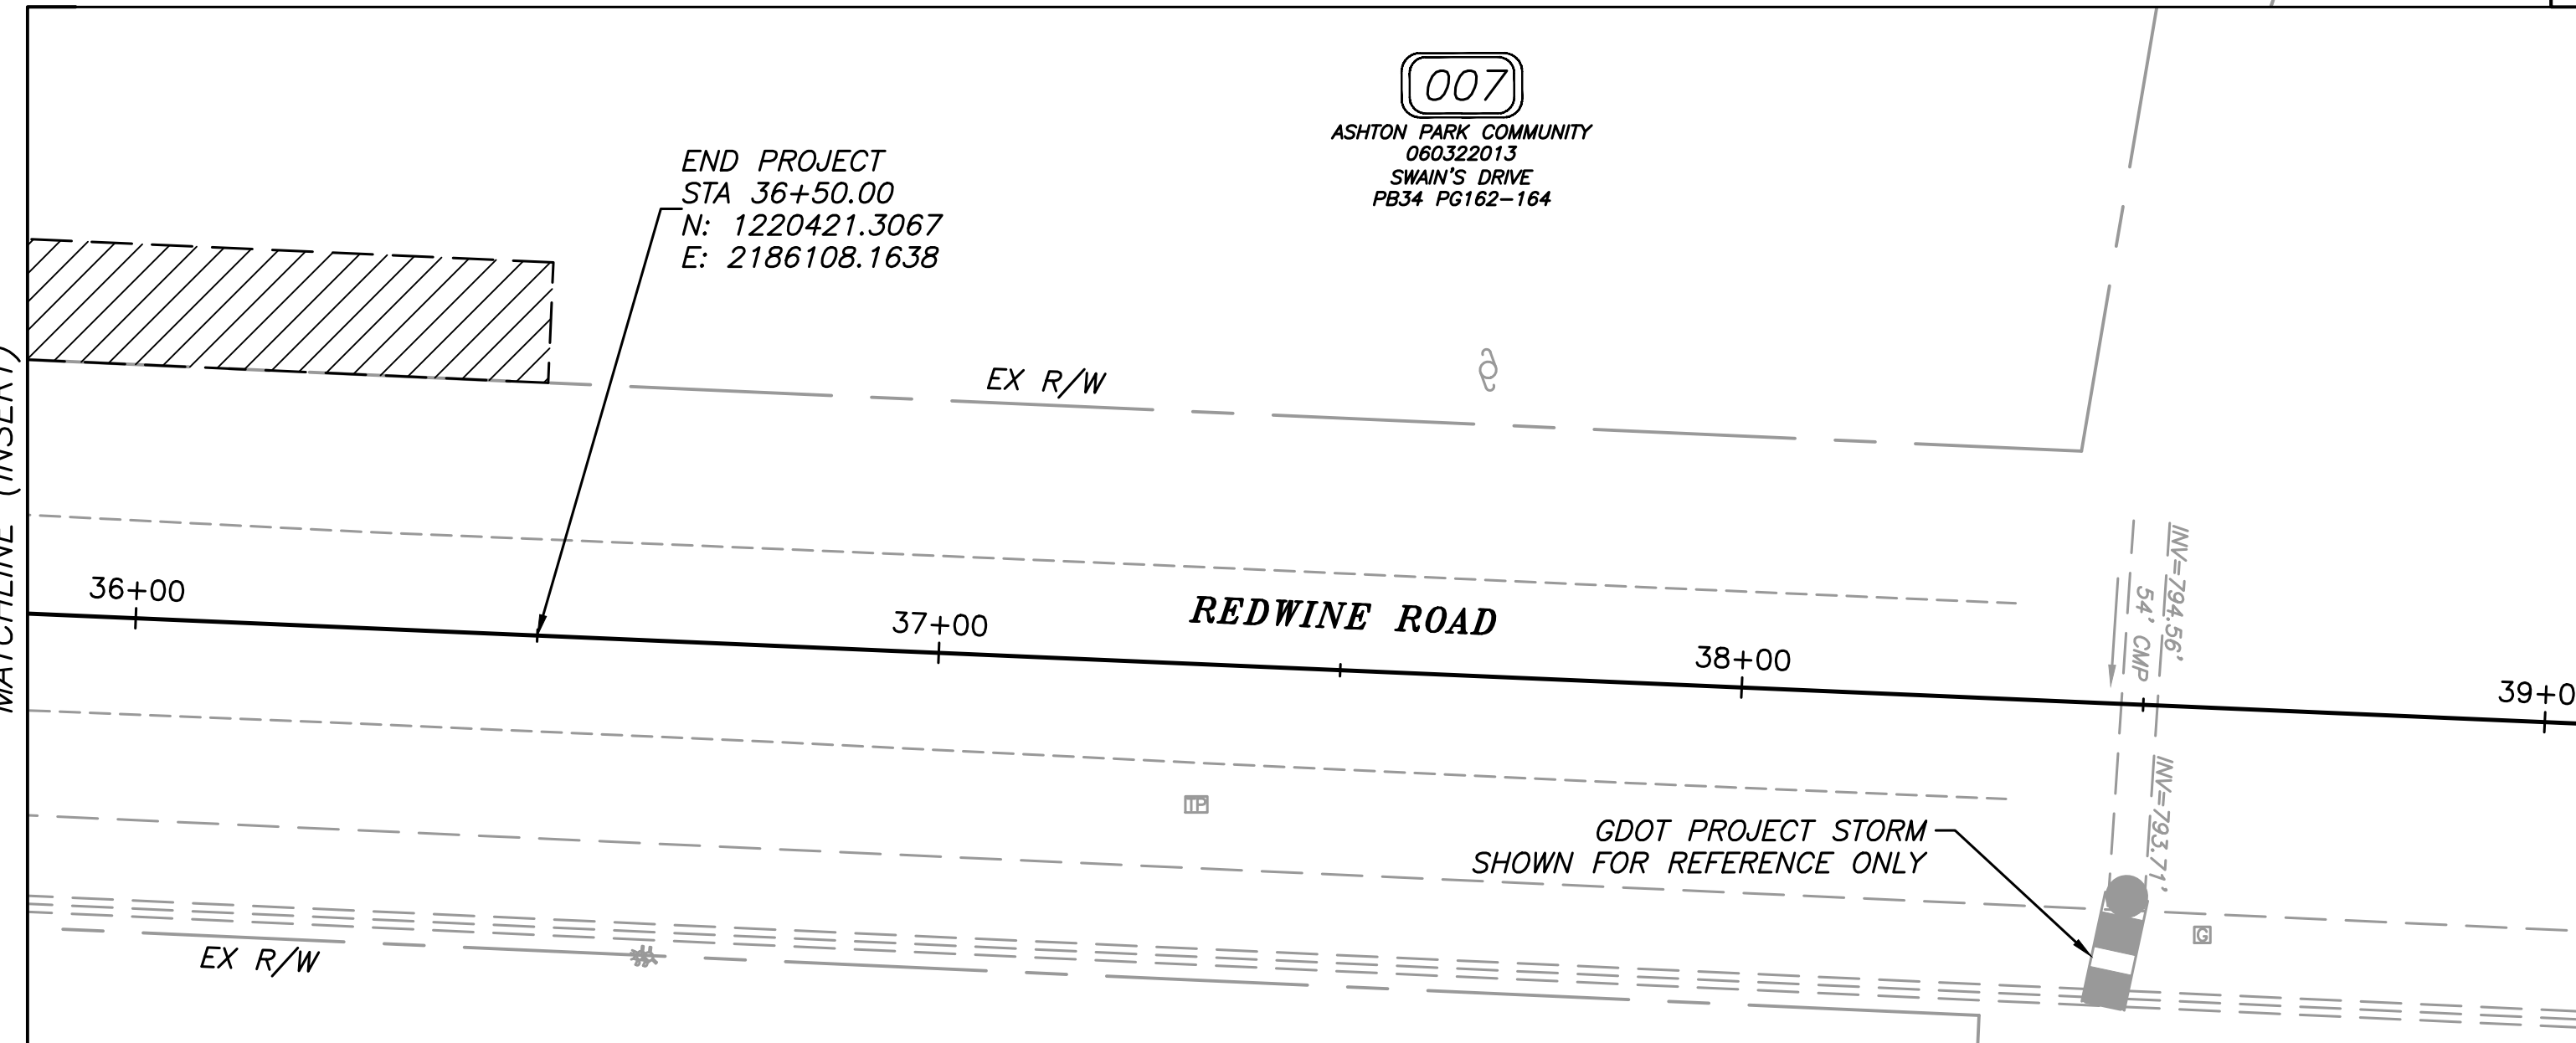 007
ASHTON PARK COMMUNITY
060322013
SWAIN'S DRIVE
PB34 PG162-164
END PROJECT
STA 36+50.00
N: 1220421.3067
E: 2186108.1638
MATCHLINE (INSERT)
EX R/W
36+00
37+00
REDWINE ROAD
38+00
39+0
INV=794.56'
54' CMP
INV=793.71'
TP
GDOT PROJECT STORM
SHOWN FOR REFERENCE ONLY
G
EX R/W